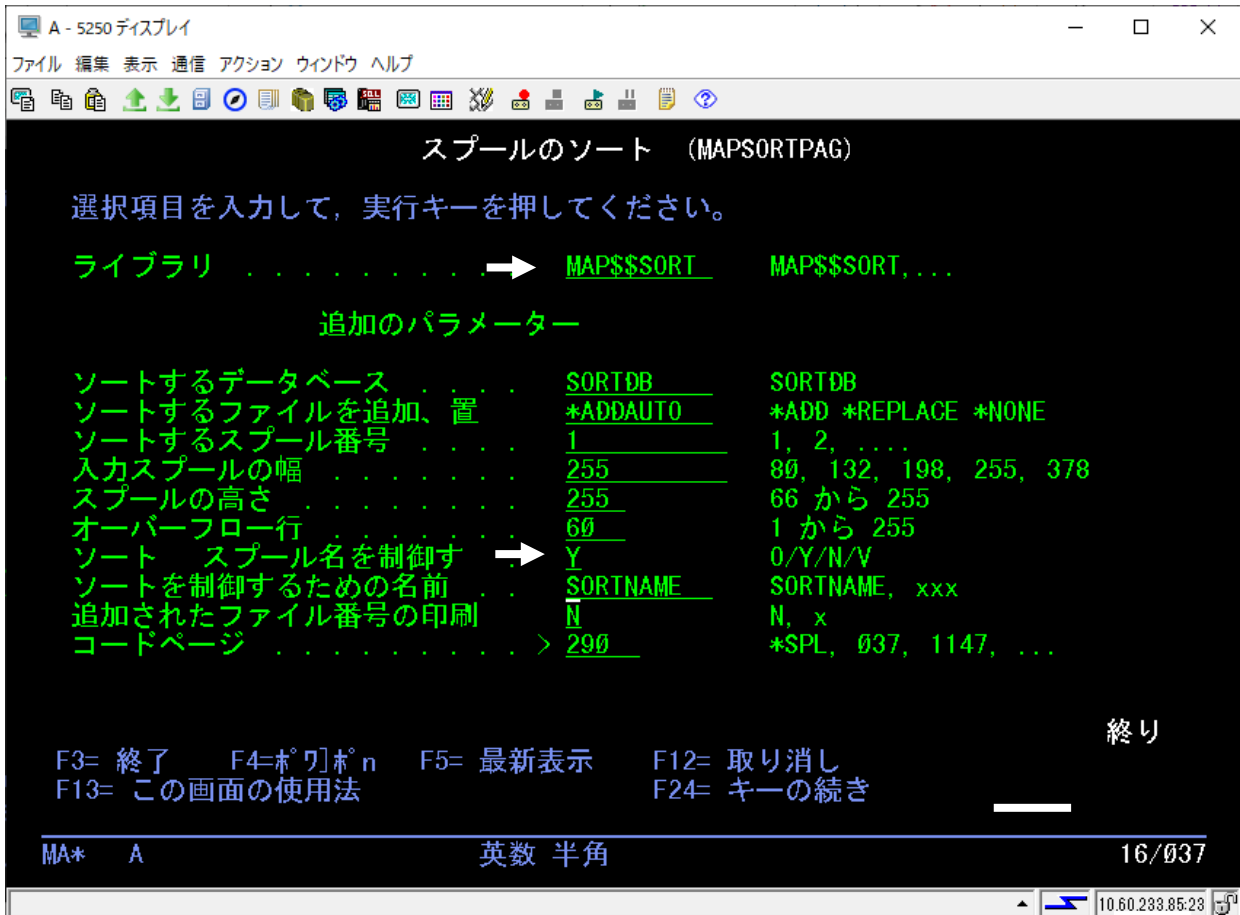 A - 5250 ディスプレイ
ファイル 編集 表示 通信 アクション ウィンドウ ヘルプ
スプールのソート (MAPSORTPAG)
選択項目を入力して, 実行キーを押してください。
ライブラリ . . . . . . . . . . MAP$$SORT MAP$$SORT,...
追加のパラメーター
ソートするデータベース . . . . SORTDB SORTDB
ソートするファイルを追加、置 *ADDAUTO *ADD *REPLACE *NONE
ソートするスプール番号 . . . . 1 1, 2, ....
入力スプールの幅 . . . . . . . 255 80, 132, 198, 255, 378
スプールの高さ . . . . . . . . 255 66 から 255
オーバーフロー行 . . . . . . . 60 1 から 255
ソート スプール名を制御す . Y O/Y/N/V
ソートを制御するための名前 . . SORTNAME SORTNAME, xxx
追加されたファイル番号の印刷 N N, x
コードページ . . . . . . . . . > 290 *SPL, 037, 1147, ...
終り
F3= 終了 F4=ﾎﾟﾜ]ﾎﾟn F5= 最新表示 F12= 取り消し
F13= この画面の使用法 F24= キーの続き
MA* A 英数 半角 16/037
10.60.233.85:23